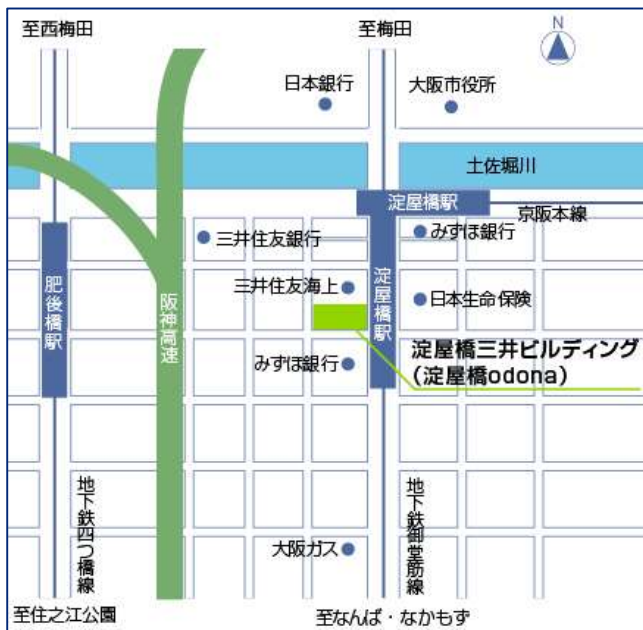 至西梅田
至梅田
N
日本銀行
大阪市役所
土佐堀川
淀屋橋駅
京阪本線
三井住友銀行
みずほ銀行
肥後橋駅
阪神高速
三井住友海上
淀屋橋駅
日本生命保険
淀屋橋三井ビルディング
(淀屋橋odona)
みずほ銀行
地下鉄四つ橋線
地下鉄御堂筋線
大阪ガス
至住之江公園
至なんば・なかもず